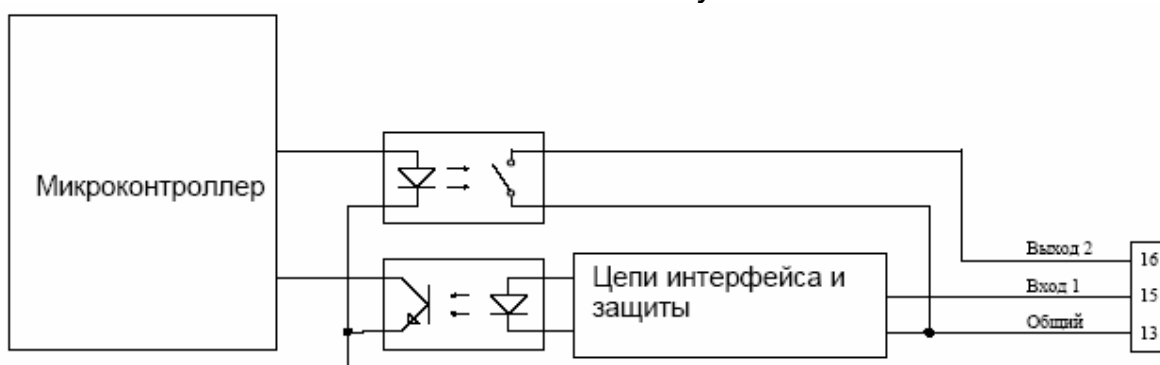 Микроконтроллер
Цепи интерфейса и
защиты
Выход 2
16
Вход 1
15
Общий
13